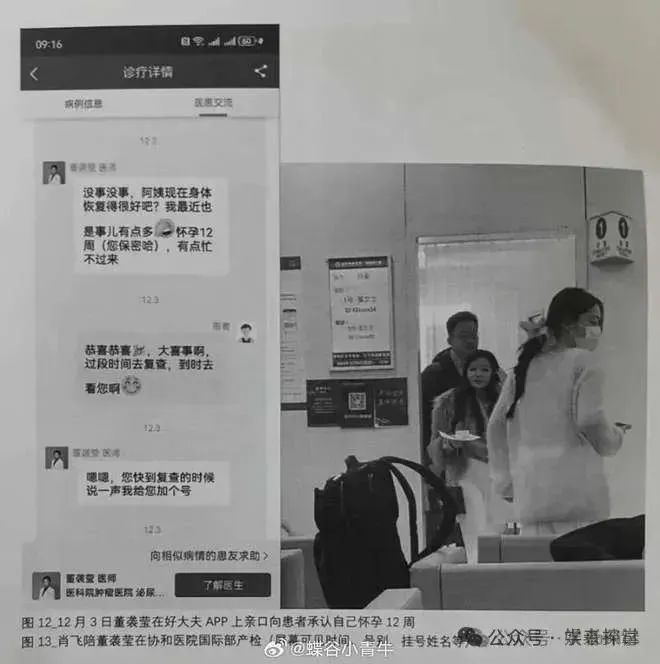 09:16
60
诊疗详情
病例信息
医患交流
12.3
董袭莹 医师
没事没事，阿姨现在身体
恢复得很好吧？我最近也
是事儿有点多 怀孕12
周（您保密哈），有点忙
不过来
12.3
患者
恭喜恭喜 ，大喜事啊，
过段时间去复查，到时去
看您啊
12.3
董袭莹 医师
嗯嗯，您快到复查的时候
说一声我给您加个号
12.3
向相似病情的患友求助 >
董袭莹 医师
医科院肿瘤医院 泌尿...
了解医生
1
1
图 12_12 月 3 日董袭莹在好大夫 APP 上亲口向患者承认自己怀孕 12 周
图 13_肖飞陪董袭莹在协和医院国际部产检（屏幕可见时间、号别、挂号姓名等）
@蝶谷小青牛
公众号 ·